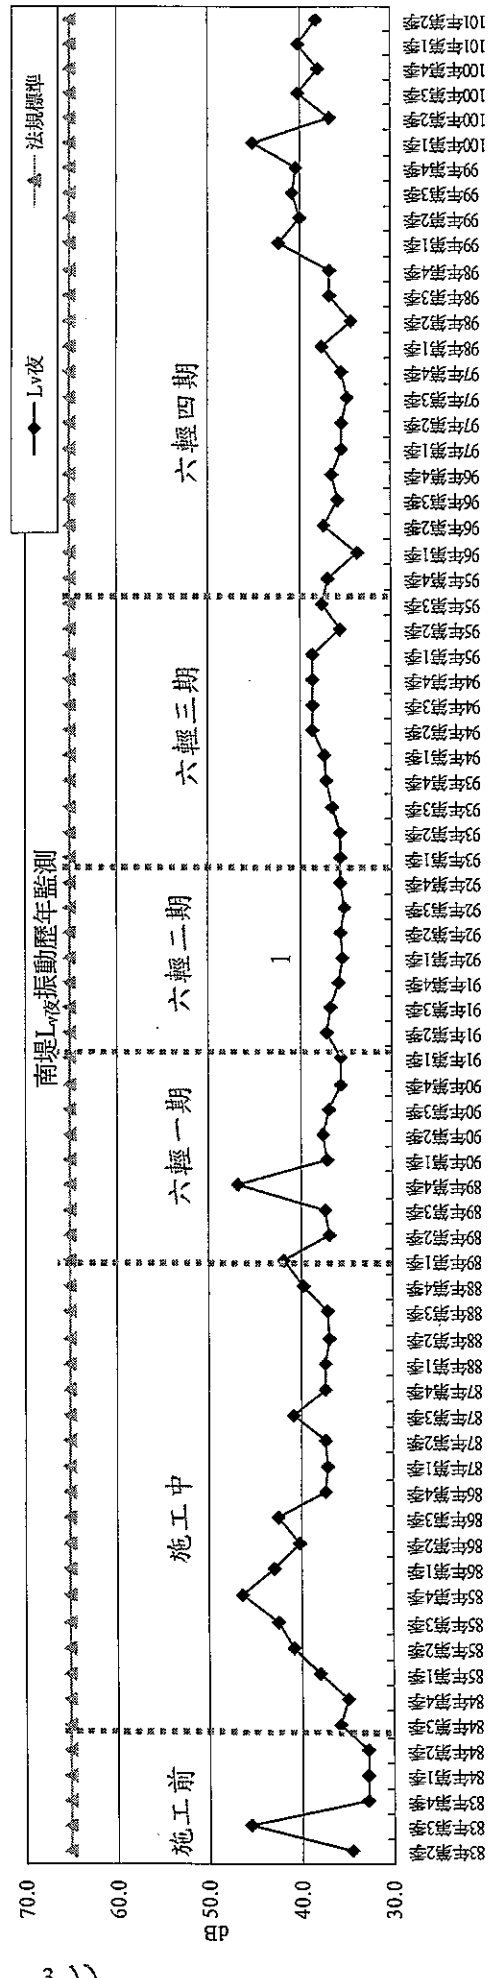 南堤Lv夜振動歷年監測
Lv夜
法規標準
70.0
60.0
50.0
40.0
30.0
dB
施工前
施工中
六輕一期
六輕二期
六輕三期
六輕四期
1
83年第2季
83年第3季
83年第4季
84年第1季
84年第2季
84年第3季
84年第4季
85年第1季
85年第2季
85年第3季
85年第4季
86年第1季
86年第2季
86年第3季
86年第4季
87年第1季
87年第2季
87年第3季
87年第4季
88年第1季
88年第2季
88年第3季
88年第4季
89年第1季
89年第2季
89年第3季
89年第4季
90年第1季
90年第2季
90年第3季
90年第4季
91年第1季
91年第2季
91年第3季
91年第4季
92年第1季
92年第2季
92年第3季
92年第4季
93年第1季
93年第2季
93年第3季
93年第4季
94年第1季
94年第2季
94年第3季
94年第4季
95年第1季
95年第2季
95年第3季
95年第4季
96年第1季
96年第2季
96年第3季
96年第4季
97年第1季
97年第2季
97年第3季
97年第4季
98年第1季
98年第2季
98年第3季
98年第4季
99年第1季
99年第2季
99年第3季
99年第4季
100年第1季
100年第2季
100年第3季
100年第4季
101年第1季
101年第2季